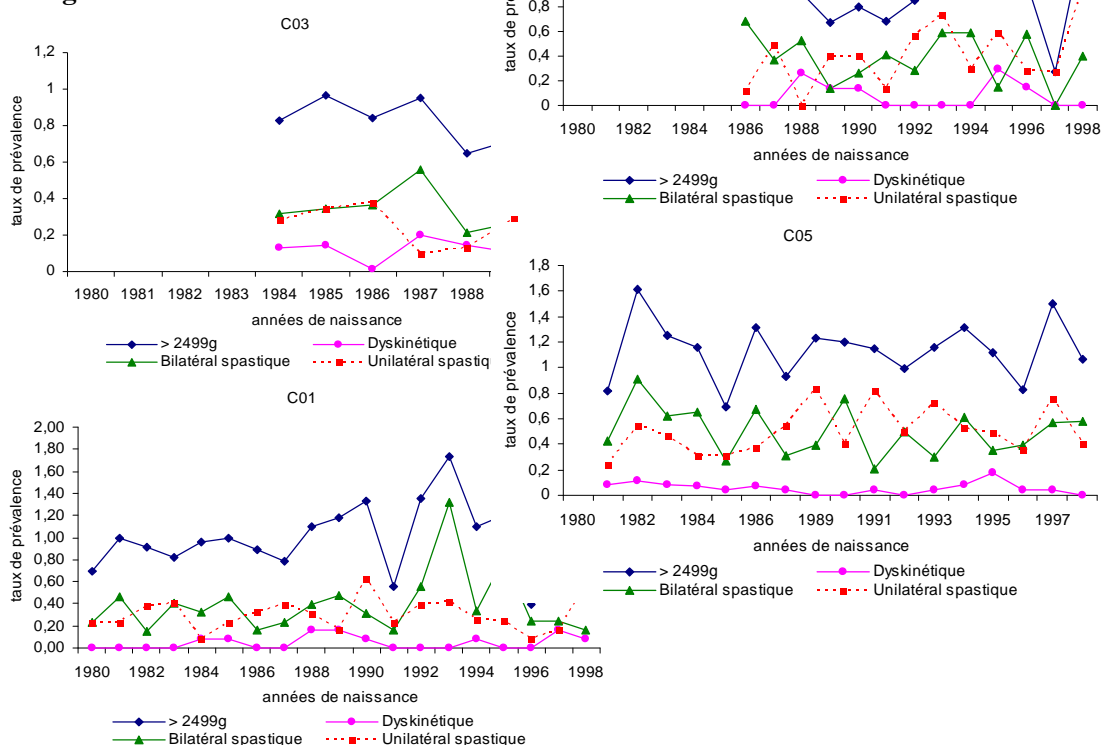 C03
taux de prévalence
1,2
1
0,8
0,6
0,4
0,2
0
1980 1981 1982 1983 1984 1985 1986 1987 1988
années de naissance
> 2499g Dyskinétique
Bilatéral spastique Unilatéral spastiq
0,8
0,6
0,4
0,2
0
1980 1982 1984 1986 1988 1990 1992 1994 1996 1998
années de naissance
> 2499g Dyskinétique
Bilatéral spastique Unilatéral spastique
C05
taux de prévalence
1,8
1,6
1,4
1,2
1
0,8
0,6
0,4
0,2
0
1980 1982 1984 1986 1989 1991 1993 1995 1997
années de naissance
> 2499g Dyskinétique
Bilatéral spastique Unilatéral spastique
C01
taux de prévalence
2,00
1,80
1,60
1,40
1,20
1,00
0,80
0,60
0,40
0,20
0,00
1980 1982 1984 1986 1988 1990 1992 1994 1996 1998
années de naissance
> 2499g Dyskinétique
Bilatéral spastique Unilatéral spastique